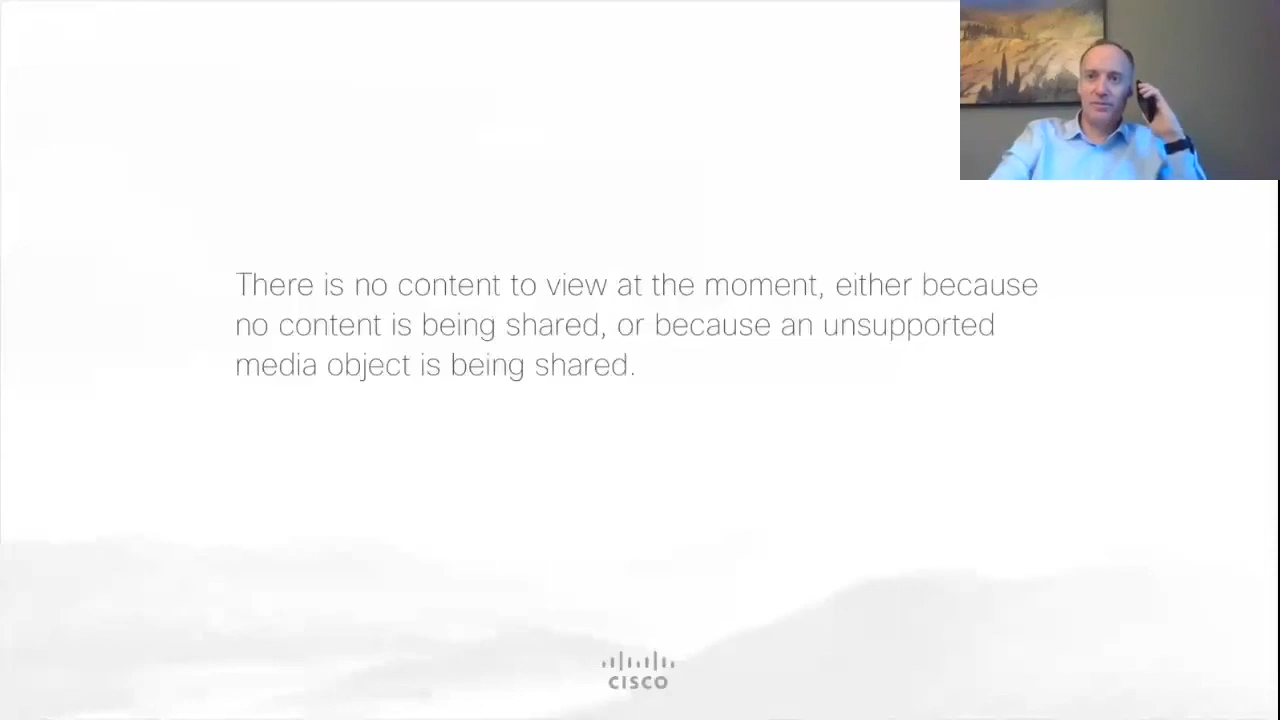 There is no content to view at the moment, either because
no content is being shared, or because an unsupported
media object is being shared.
CISCO